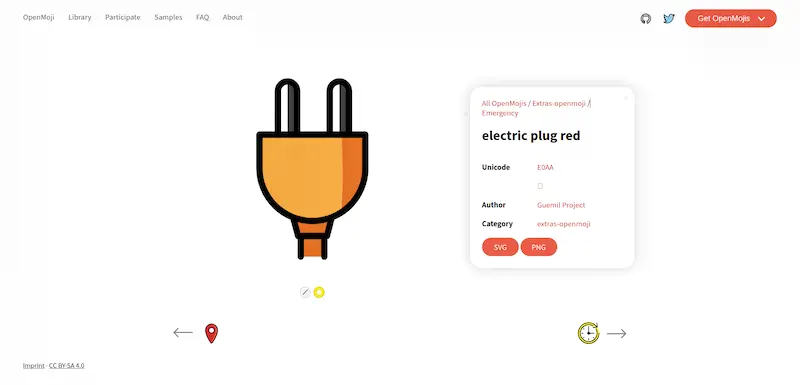 OpenMoji Library Participate Samples FAQ About Get OpenMojis
All OpenMojis / Extras-openmoji /
Emergency
electric plug red
Unicode E0AA
Author Guemil Project
Category extras-openmoji
SVG PNG
Imprint · CC BY-SA 4.0